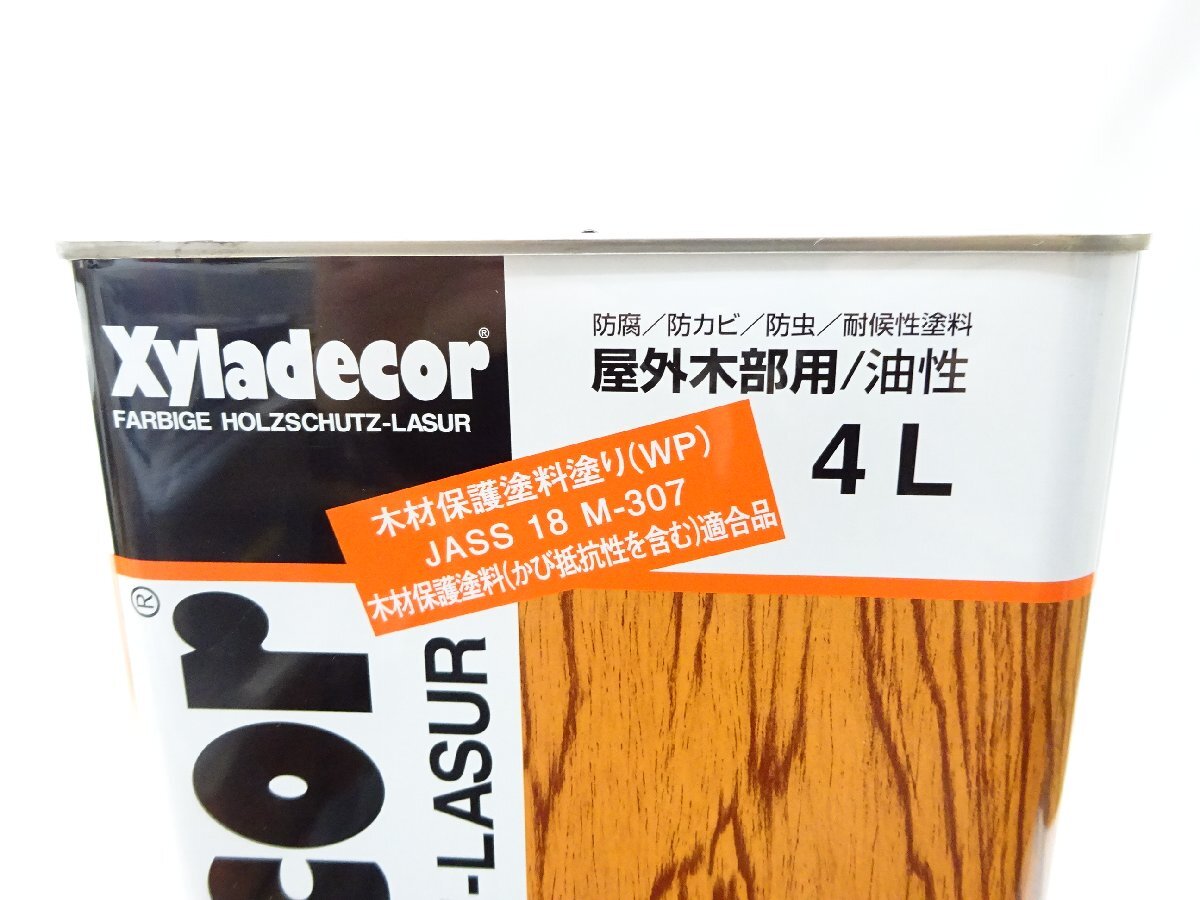 Xyladecor®
FARBIGE HOLZSCHUTZ-LASUR
防腐/防カビ/防虫/耐候性塗料
屋外木部用/油性
4L
木材保護塗料塗り(WP)
JASS 18 M-307
木材保護塗料(かび抵抗性を含む)適合品
cor®
-LASUR